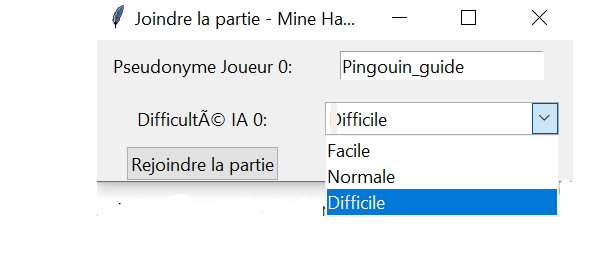 Joindre la partie - Mine Ha...
Pseudonyme Joueur 0: Pingouin_guide
DifficultÃ© IA 0: Difficile
Facile
Rejoindre la partie
Normale
Difficile